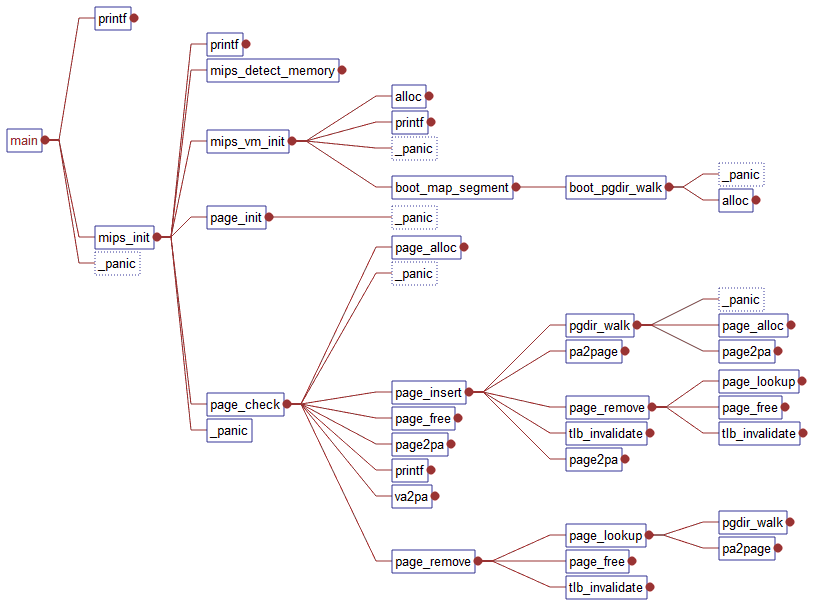 printf
printf
mips_detect_memory
alloc
printf
main
mips_vm_init
_panic
_panic
boot_map_segment
boot_pgdir_walk
alloc
page_init
_panic
mips_init
page_alloc
_panic
_panic
_panic
pgdir_walk
page_alloc
pa2page
page2pa
page_lookup
page_insert
page_check
page_remove
page_free
page_free
_panic
tlb_invalidate
tlb_invalidate
page2pa
page2pa
printf
va2pa
pgdir_walk
page_lookup
pa2page
page_remove
page_free
tlb_invalidate